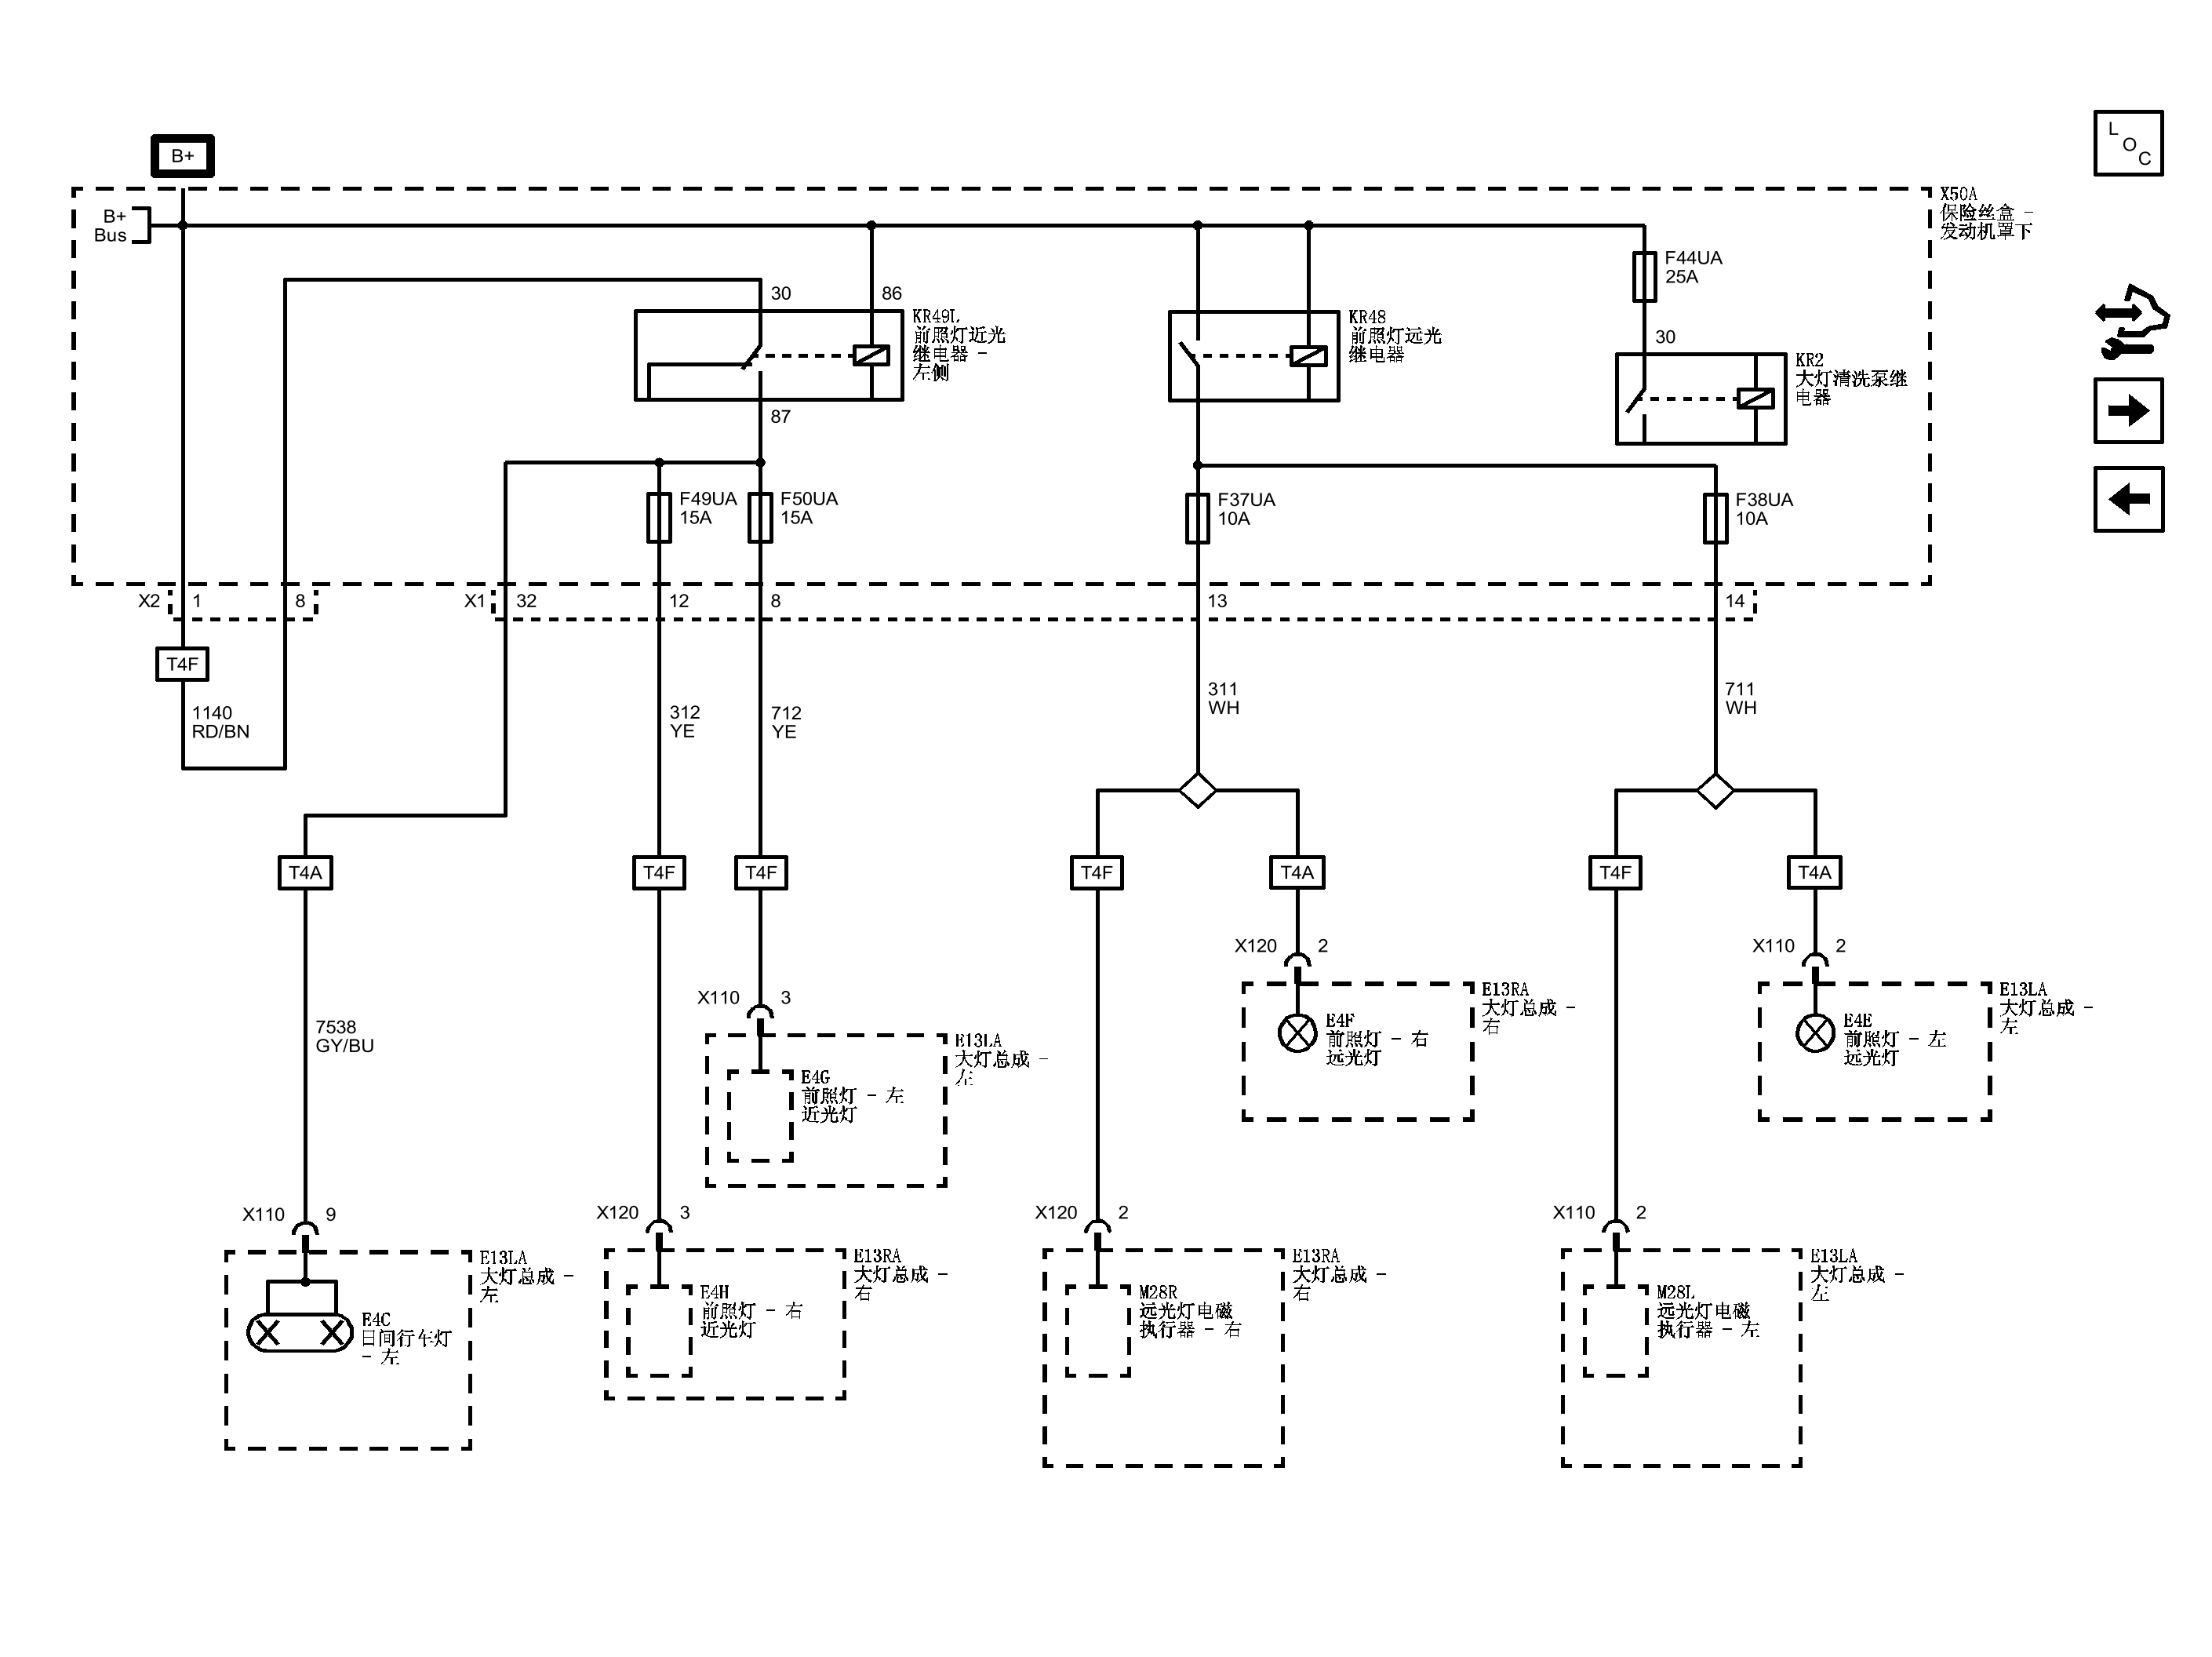 L
O
C
B+
B+
Bus
X50A
保险丝盒 -
发动机罩下
F44UA
25A
30
86
KR49L
前照灯近光
继电器 -
左侧
KR48
前照灯远光
继电器
30
KR2
大灯清洗泵继
电器
87
F49UA
15A
F50UA
15A
F37UA
10A
F38UA
10A
X2
1
8
X1
32
12
8
13
14
T4F
1140
RD/BN
312
YE
712
YE
311
WH
711
WH
T4A
T4F
T4F
T4F
T4A
T4F
T4A
X120
2
X110
2
X110
3
E13RA
大灯总成 -
右
E4F
前照灯 - 右
远光灯
E13LA
大灯总成 -
左
E4E
前照灯 - 左
远光灯
7538
GY/BU
E13LA
大灯总成 -
左
E4G
前照灯 - 左
近光灯
X110
9
X120
3
X120
2
X110
2
E13LA
大灯总成 -
左
E4C
日间行车灯
- 左
E13RA
大灯总成 -
右
E4H
前照灯 - 右
近光灯
E13RA
大灯总成 -
右
M28R
远光灯电磁
执行器 - 右
E13LA
大灯总成 -
左
M28L
远光灯电磁
执行器 - 左